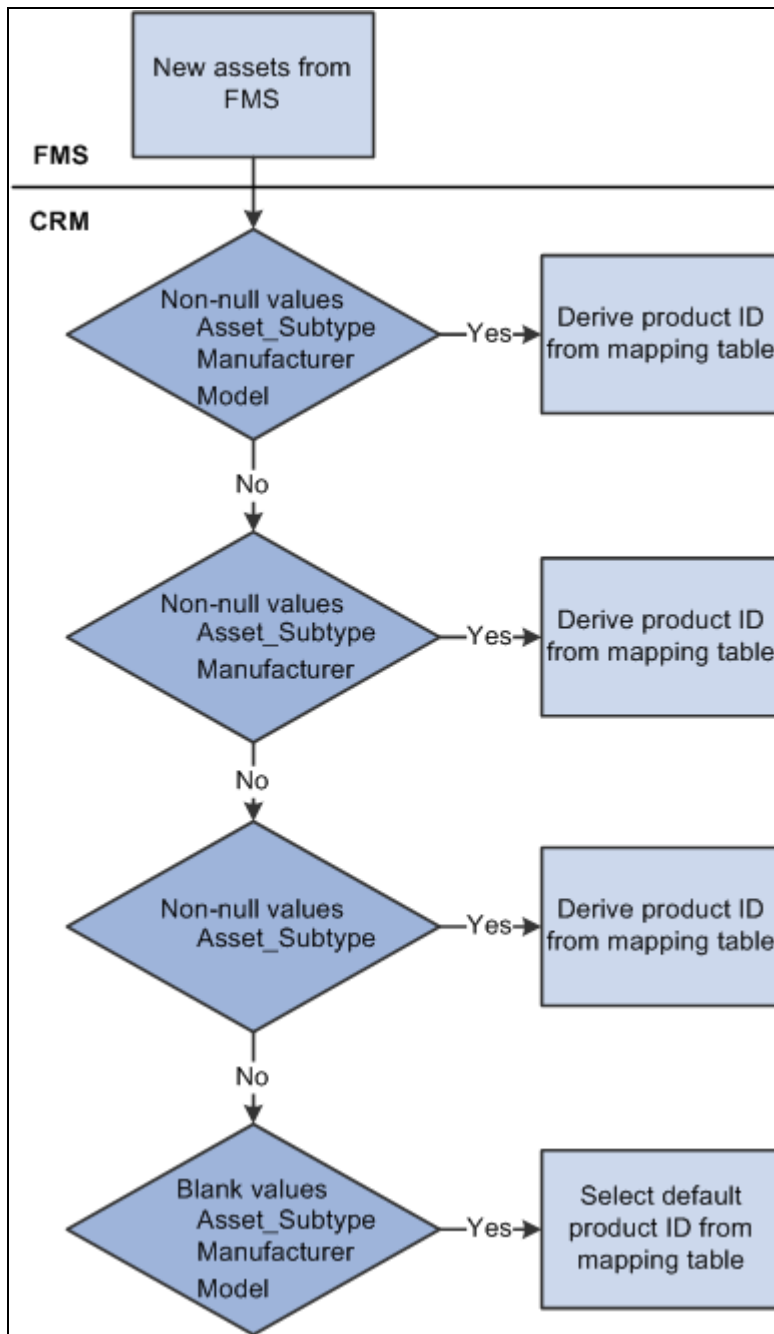 New assets from
FMS
FMS
CRM
Non-null values
Asset_Subtype
Manufacturer
Model
Yes
Derive product ID
from mapping table
No
Non-null values
Asset_Subtype
Manufacturer
Yes
Derive product ID
from mapping table
No
Non-null values
Asset_Subtype
Yes
Derive product ID
from mapping table
No
Blank values
Asset_Subtype
Manufacturer
Model
Yes
Select default
product ID from
mapping table